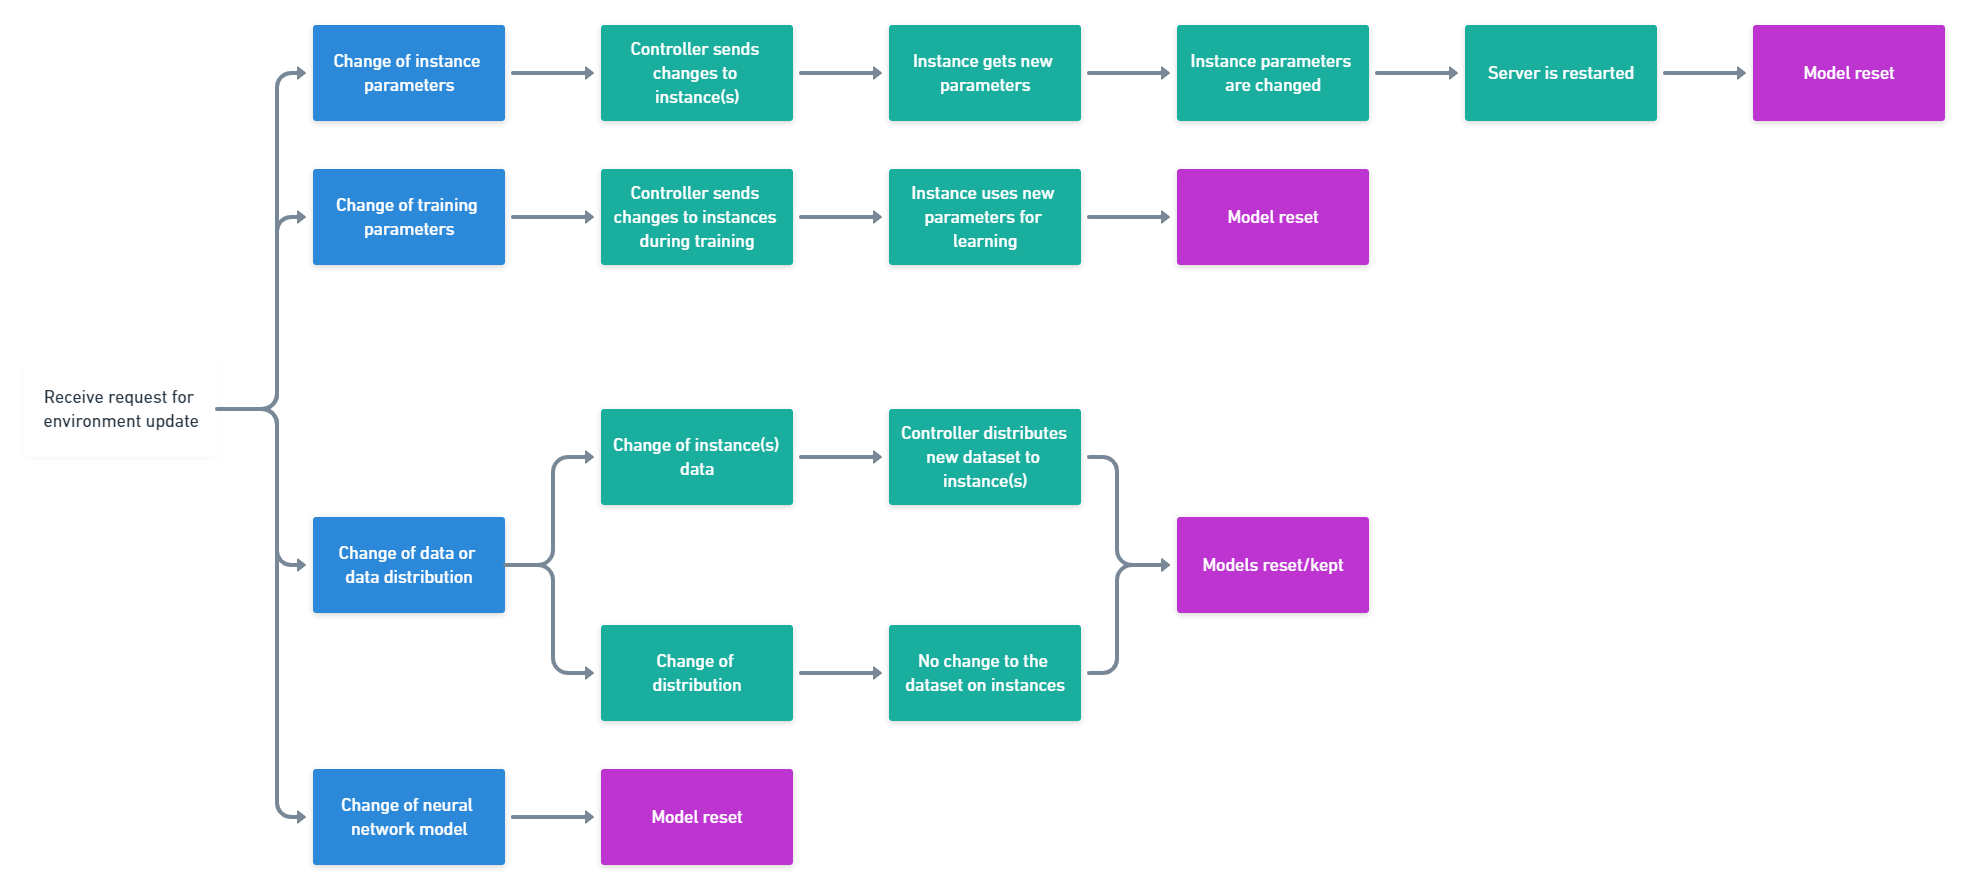 Change of instance
parameters
Controller sends
changes to
instance(s)
Instance gets new
parameters
Instance parameters
are changed
Server is restarted
Model reset
Change of training
parameters
Controller sends
changes to instances
during training
Instance uses new
parameters for
learning
Model reset
Receive request for
environment update
Change of instance(s)
data
Controller distributes
new dataset to
instance(s)
Change of data or
data distribution
Models reset/kept
Change of
distribution
No change to the
dataset on instances
Change of neural
network model
Model reset